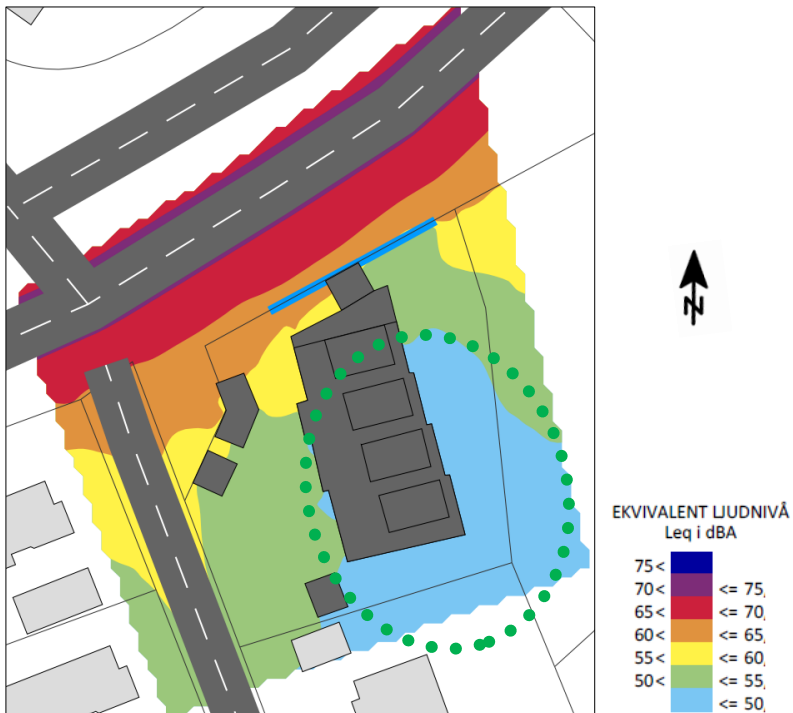 N
EKVIVALENT LJUDNIVÅ
Leq i dBA
75<
70< <= 75,
65< <= 70,
60< <= 65,
55< <= 60,
50< <= 55,
<= 50,